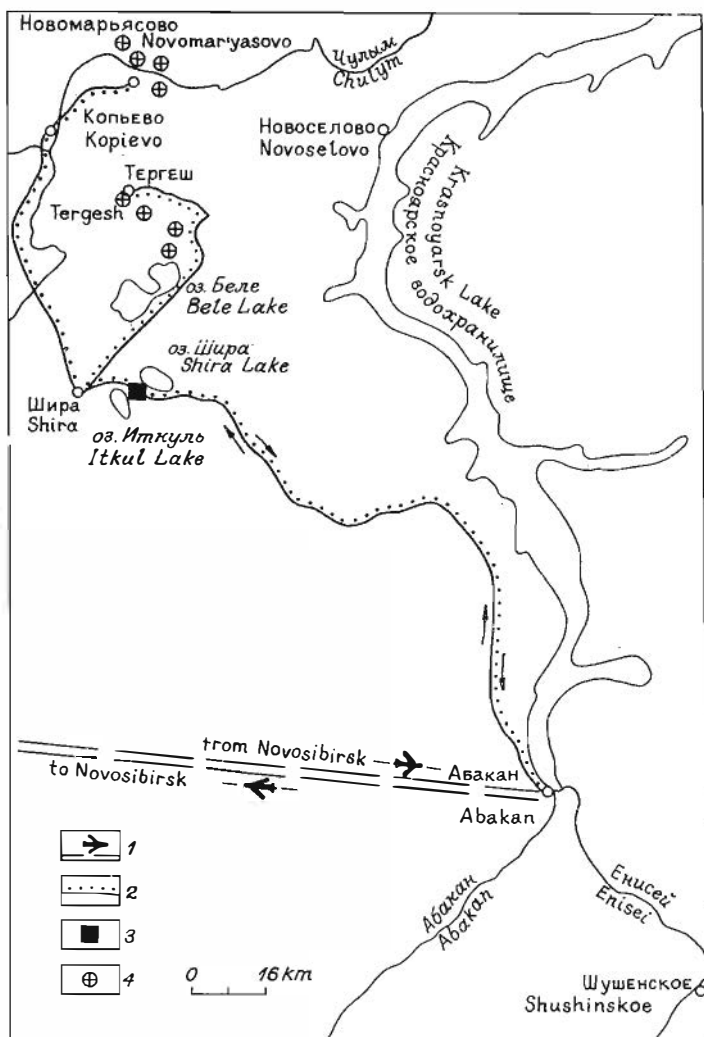 Новомарьясово
Novomar'yasovo
Чулым
Chulym
Копьево
Kopievo
Новоселово
Novoselovo
Тергеш
Tergesh
Красноярское водохранилище
Krasnoyarsk Lake
оз. Беле
Bele Lake
оз. Шира
Shira Lake
Шира
Shira
оз. Иткуль
Itkul Lake
from Novosibirsk
to Novosibirsk
Абакан
Abakan
Абакан
Abakan
Енисей
Enisei
Шушенское
Shushinskoe
1
2
3
4
0 16 km